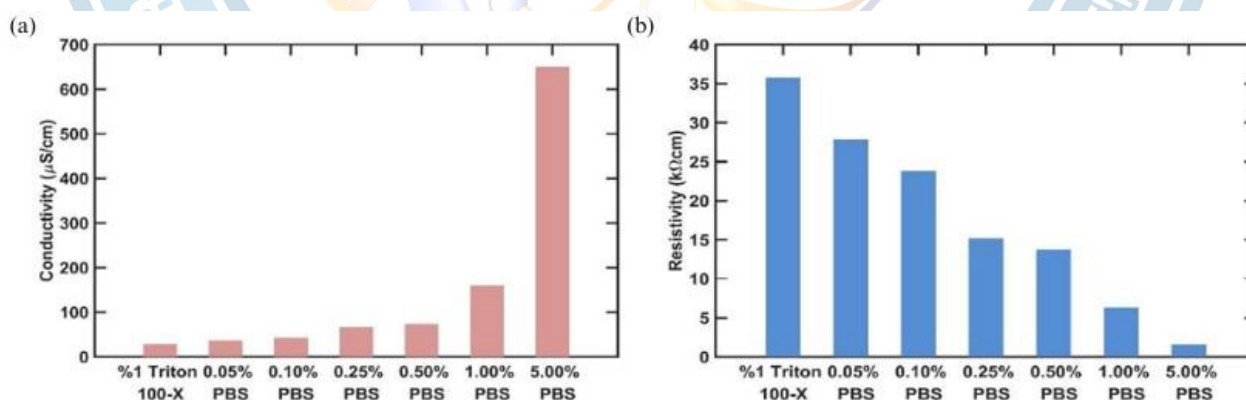 (a)
700
600
500
400
300
200
100
0
Conductivity (µS/cm)
%1 Triton 0.05% 0.10% 0.25% 0.50% 1.00% 5.00%
100-X PBS PBS PBS PBS PBS PBS
(b)
40
35
30
25
20
15
10
5
0
Resistivity (kΩcm)
%1 Triton 0.05% 0.10% 0.25% 0.50% 1.00% 5.00%
100-X PBS PBS PBS PBS PBS PBS